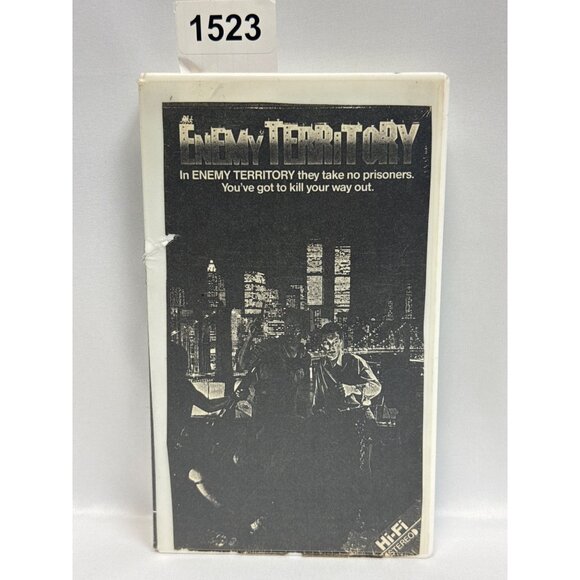 1523
ENEMY TERRITORY
In ENEMY TERRITORY they take no prisoners.
You've got to kill your way out.
Hi-Fi
STEREO